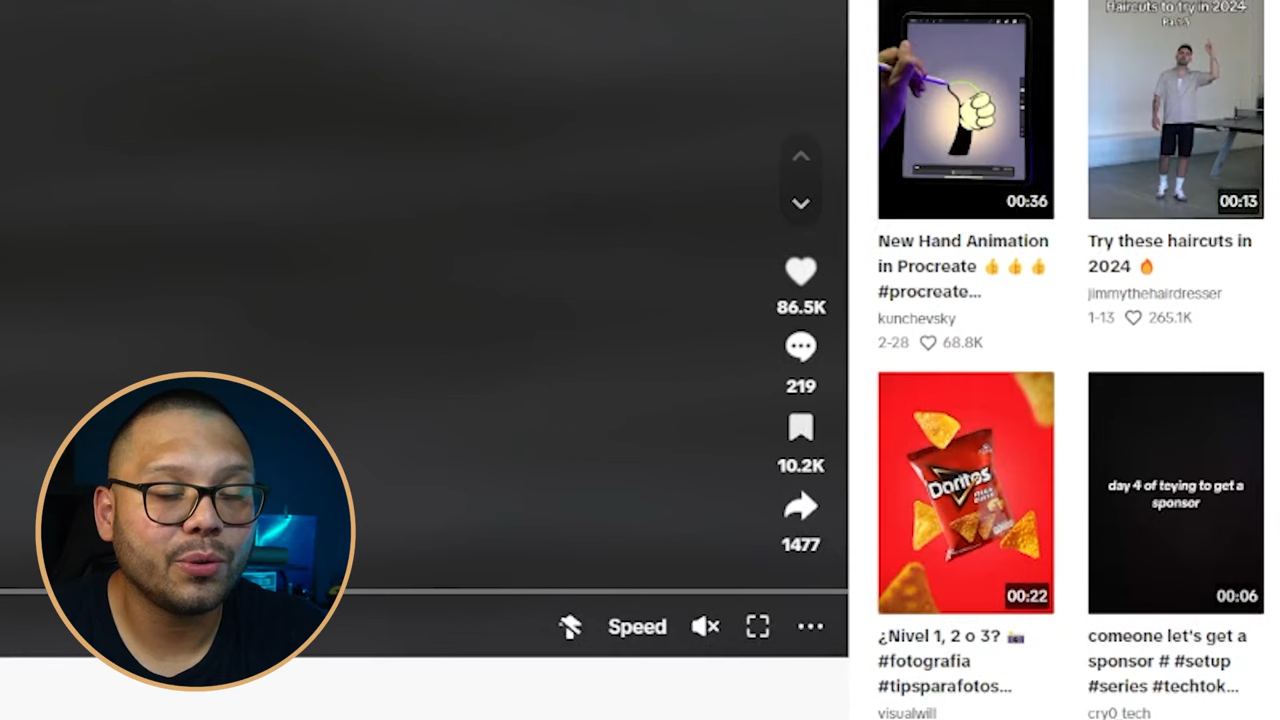 86.5K
219
10.2K
1477
Speed
Haircuts to try in 2024
00:36
00:13
New Hand Animation
in Procreate 👍 👍 👍
#procreate...
kunchevsky
2-28 68.8K
Try these haircuts in
2024 🔥
jimmythehairdresser
1-13 265.1K
Doritos
00:22
day 4 of teying to get a
sponsor
00:06
¿Nivel 1, 2 o 3? 📷
#fotografia
#tipsparafotos...
visualwill
someone let's get a
sponsor # #setup
#series #techtok...
cry0 tech